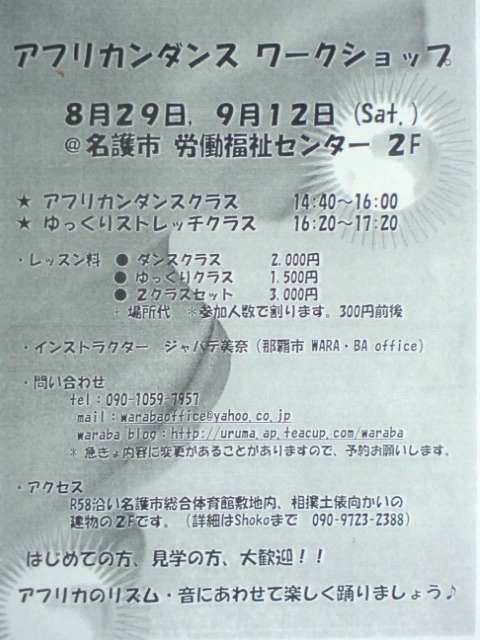 アフリカンダンス ワークショップ
8月29日, 9月12日 (Sat.)
@名護市 労働福祉センター 2F
★ アフリカンダンスクラス 14:40～16:00
★ ゆっくりストレッチクラス 16:20～17:20
・レッスン料 ● ダンスクラス 2.000円
● ゆっくりクラス 1.500円
● 2クラスセット 3.000円
+ 場所代 *参加人数で割ります。300円前後
・インストラクター ジャバテ美奈（那覇市 WARA・BA office）
・問い合わせ
tel：090-1059-7957
mail：warabaoffice@yahoo.co.jp
waraba blog：http://uruma.ap.teacup.com/waraba
* 急きょ内容に変更があることがありますので、予約お願いします。
・アクセス
R58沿い名護市総合体育館敷地内、相撲土俵向かいの
建物の2Fです。（詳細はShokoまで 090-9723-2388）
はじめての方、見学の方、大歓迎！！
アフリカのリズム・音にあわせて楽しく踊りましょう♪